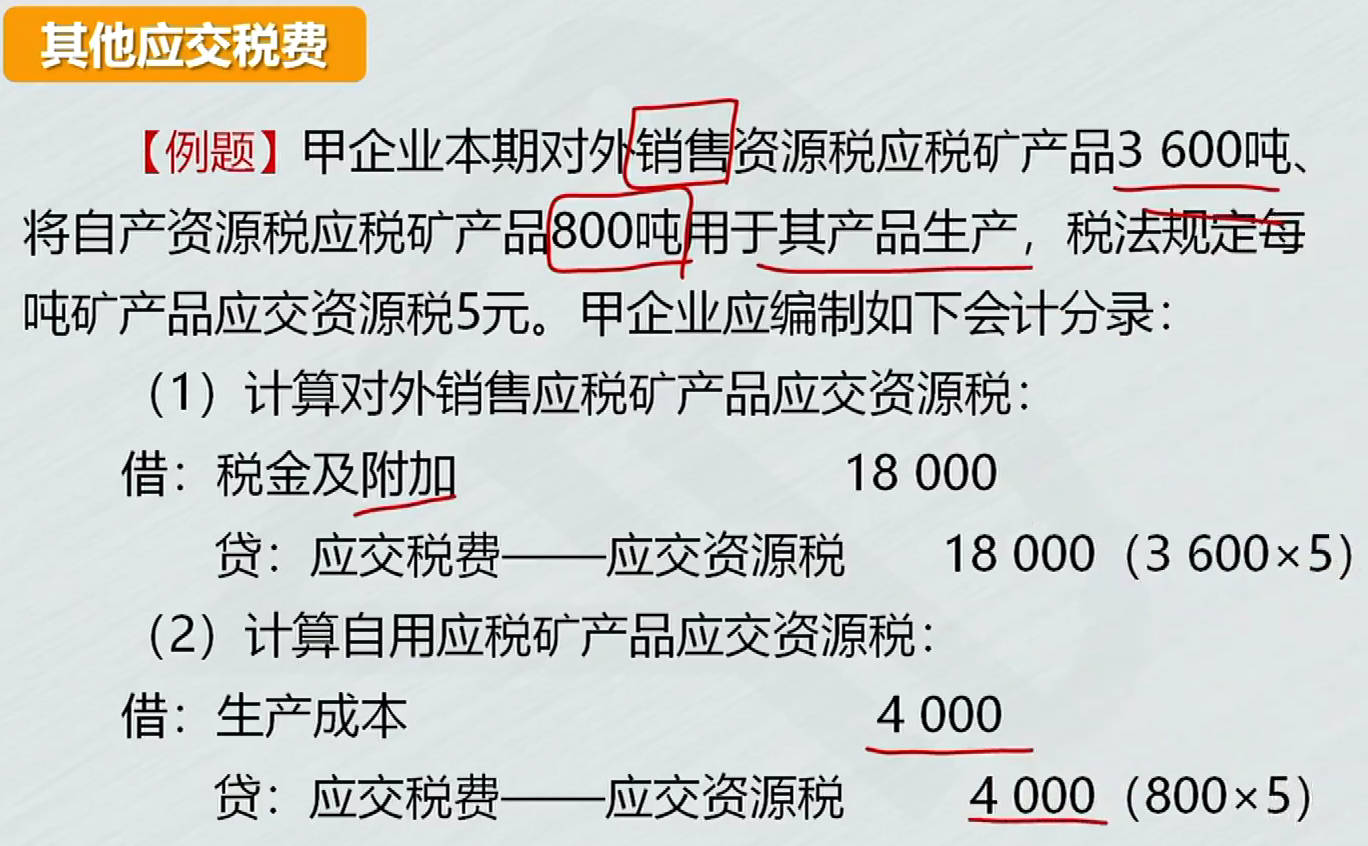 其他应交税费
【例题】甲企业本期对外销售资源税应税矿产品3 600吨、
将自产资源税应税矿产品800吨用于其产品生产，税法规定每
吨矿产品应交资源税5元。甲企业应编制如下会计分录：
（1）计算对外销售应税矿产品应交资源税：
借：税金及附加 18 000
贷：应交税费——应交资源税 18 000（3 600×5）
（2）计算自用应税矿产品应交资源税：
借：生产成本 4 000
贷：应交税费——应交资源税 4 000（800×5）